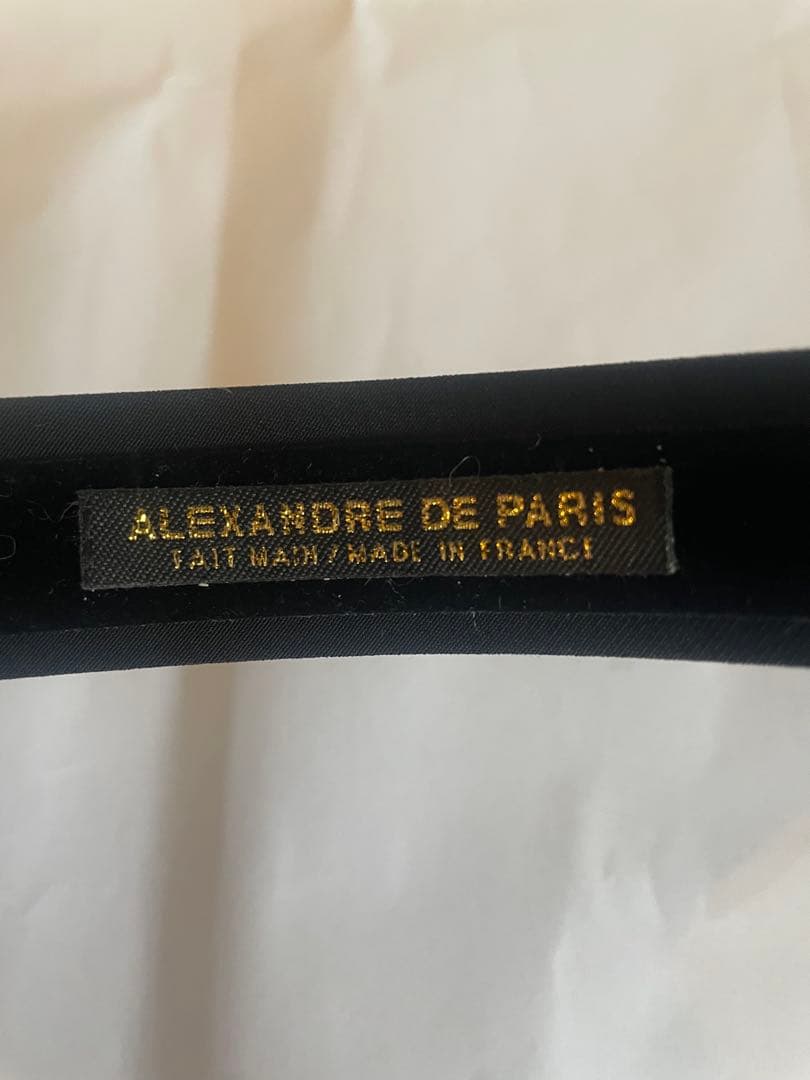 ALEXANDRE DE PARIS
FAIT MAIN / MADE IN FRANCE